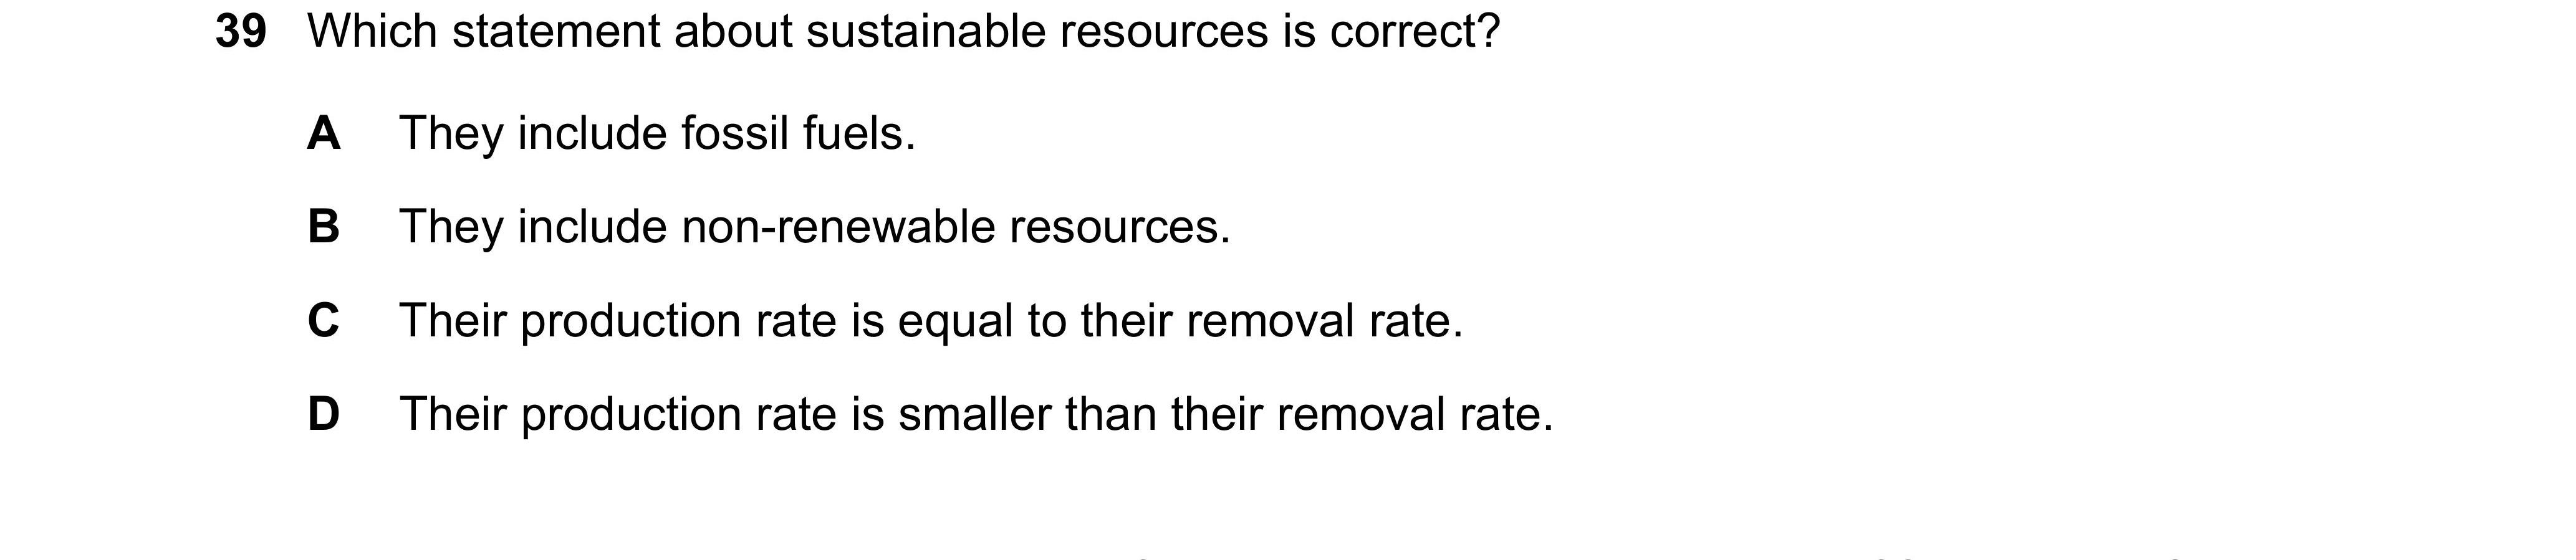 39 Which statement about sustainable resources is correct?
A They include fossil fuels.
B They include non-renewable resources.
C Their production rate is equal to their removal rate.
D Their production rate is smaller than their removal rate.